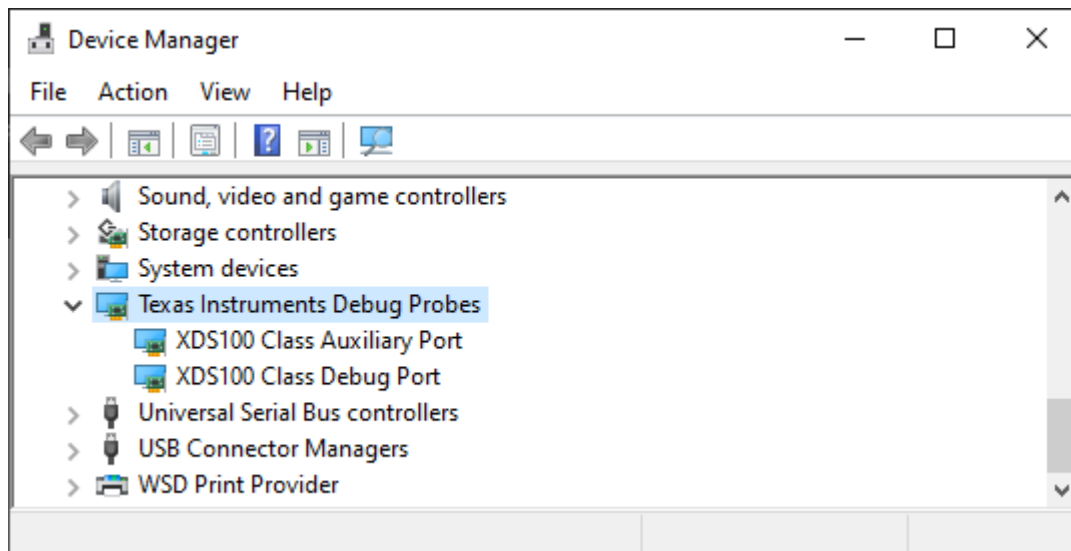 Device Manager
File Action View Help
Sound, video and game controllers
Storage controllers
System devices
Texas Instruments Debug Probes
XDS100 Class Auxiliary Port
XDS100 Class Debug Port
Universal Serial Bus controllers
USB Connector Managers
WSD Print Provider